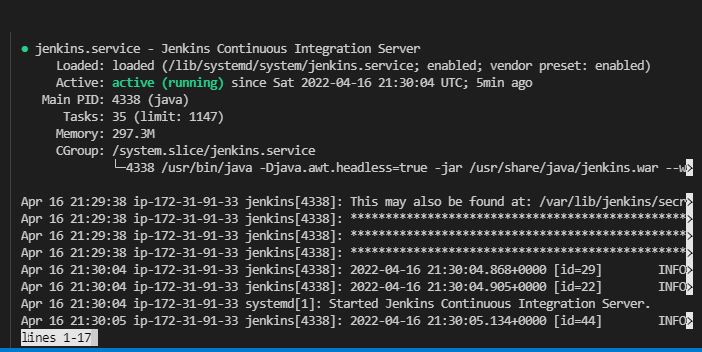 ● jenkins.service - Jenkins Continuous Integration Server
Loaded: loaded (/lib/systemd/system/jenkins.service; enabled; vendor preset: enabled)
Active: active (running) since Sat 2022-04-16 21:30:04 UTC; 5min ago
Main PID: 4338 (java)
Tasks: 35 (limit: 1147)
Memory: 297.3M
CGroup: /system.slice/jenkins.service
└─4338 /usr/bin/java -Djava.awt.headless=true -jar /usr/share/java/jenkins.war --w>
Apr 16 21:29:38 ip-172-31-91-33 jenkins[4338]: This may also be found at: /var/lib/jenkins/secr>
Apr 16 21:29:38 ip-172-31-91-33 jenkins[4338]: *************************************************>
Apr 16 21:29:38 ip-172-31-91-33 jenkins[4338]: *************************************************>
Apr 16 21:29:38 ip-172-31-91-33 jenkins[4338]: *************************************************>
Apr 16 21:30:04 ip-172-31-91-33 jenkins[4338]: 2022-04-16 21:30:04.868+0000 [id=29]        INFO>
Apr 16 21:30:04 ip-172-31-91-33 jenkins[4338]: 2022-04-16 21:30:04.905+0000 [id=22]        INFO>
Apr 16 21:30:04 ip-172-31-91-33 systemd[1]: Started Jenkins Continuous Integration Server.
Apr 16 21:30:05 ip-172-31-91-33 jenkins[4338]: 2022-04-16 21:30:05.134+0000 [id=44]        INFO>
lines 1-17